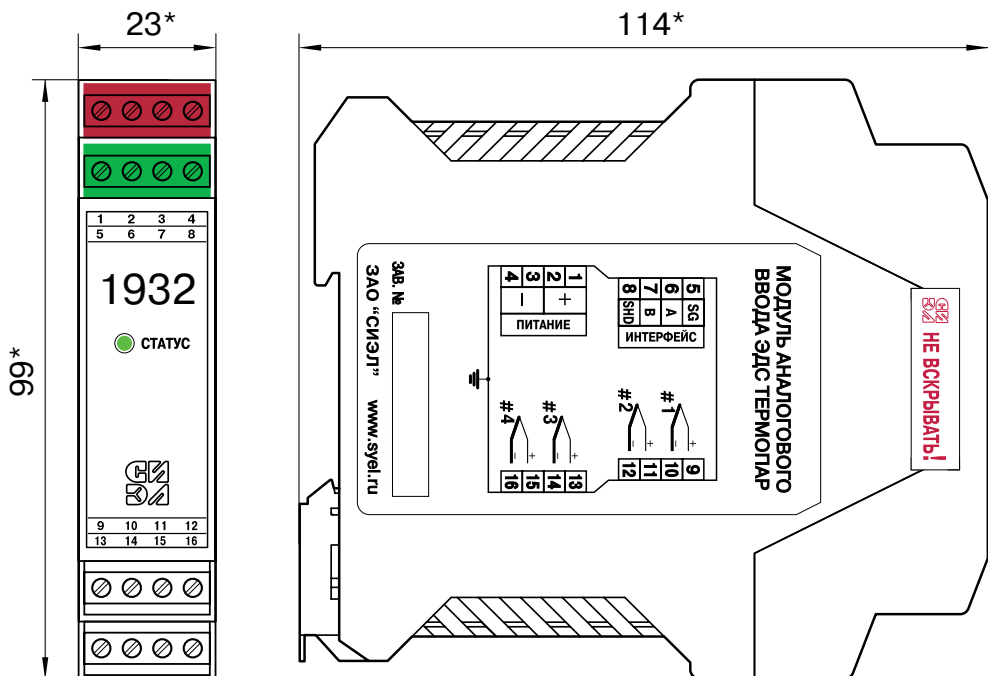 23*
114*
99*
1 2 3 4
5 6 7 8
1932
СТАТУС
СИЭЛ
9 10 11 12
13 14 15 16
МОДУЛЬ АНАЛОГОВОГО
ВВОДА ЭДС ТЕРМОПАР
5 6 7 8
SG A B SHD
ИНТЕРФЕЙС
1 2 3 4
+ −
ПИТАНИЕ
#1
- +
#2
- +
#3
- +
#4
- +
9 10 11 12
13 14 15 16
ЗАВ. №
ЗАО “СИЭЛ” www.syel.ru
СИЭЛ НЕ ВСКРЫВАТЬ!